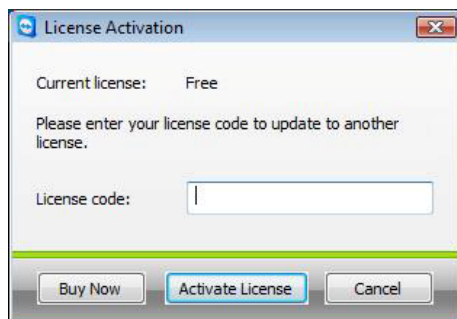 License Activation
Current license: Free
Please enter your license code to update to another
license.
License code:
Buy Now Activate License Cancel